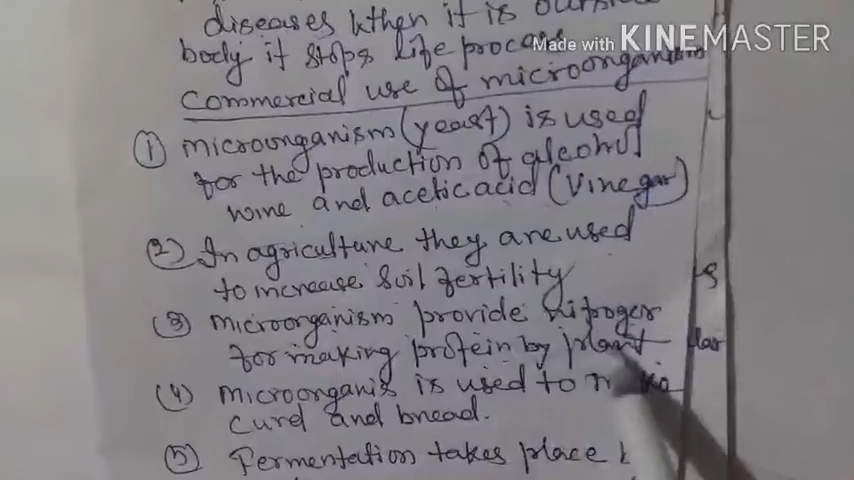 diseases when it is outside
body it stops life process
Made with KINEMASTER
commercial use of microorganism
① microorganism (yeast) is used
for the production of alcohol
wine and acetic acid (Vinegar)
② In agriculture they are used
to increase soil fertility
③ microorganism provide nitrogen
for making protein by plant
④ microorganis is used to make
curd and bread.
⑤ Fermentation takes place